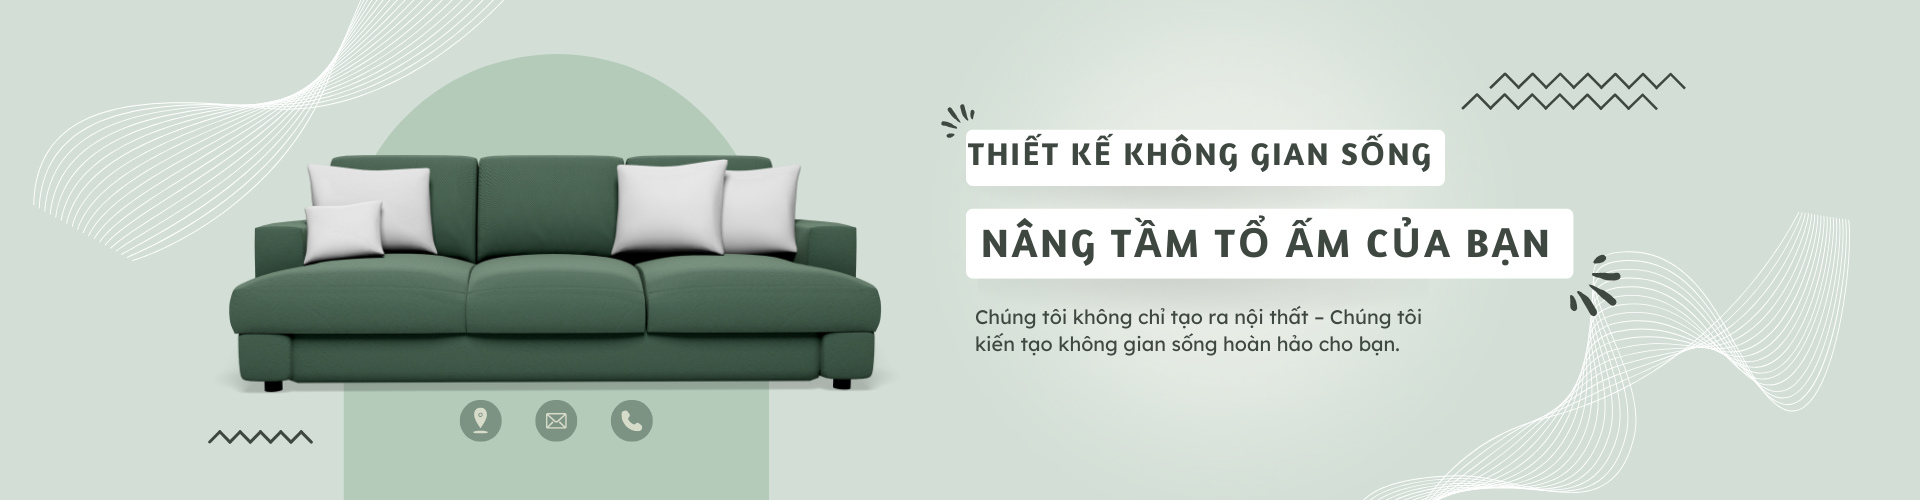 THIẾT KẾ KHÔNG GIAN SỐNG
NÂNG TẦM TỔ ẤM CỦA BẠN
Chúng tôi không chỉ tạo ra nội thất – Chúng tôi
kiến tạo không gian sống hoàn hảo cho bạn.